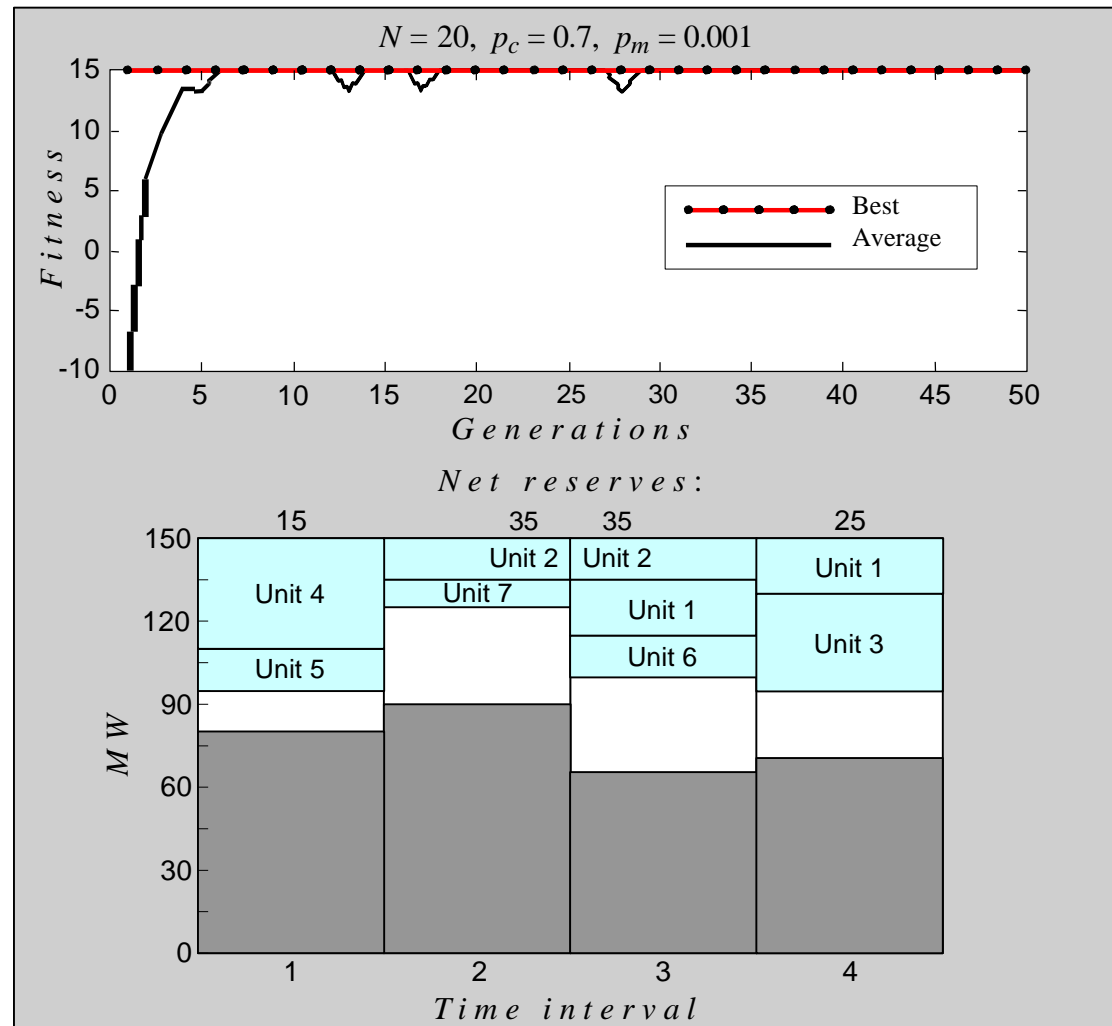 N = 20, pc = 0.7, pm = 0.001
15
10
5
0
-5
-10
Fitness
Best
Average
0 5 10 15 20 25 30 35 40 45 50
Generations
Net reserves:
15 35 35 25
150
120
90
60
30
0
MW
Unit 4
Unit 5
Unit 2
Unit 7
Unit 2
Unit 1
Unit 6
Unit 1
Unit 3
1 2 3 4
Time interval